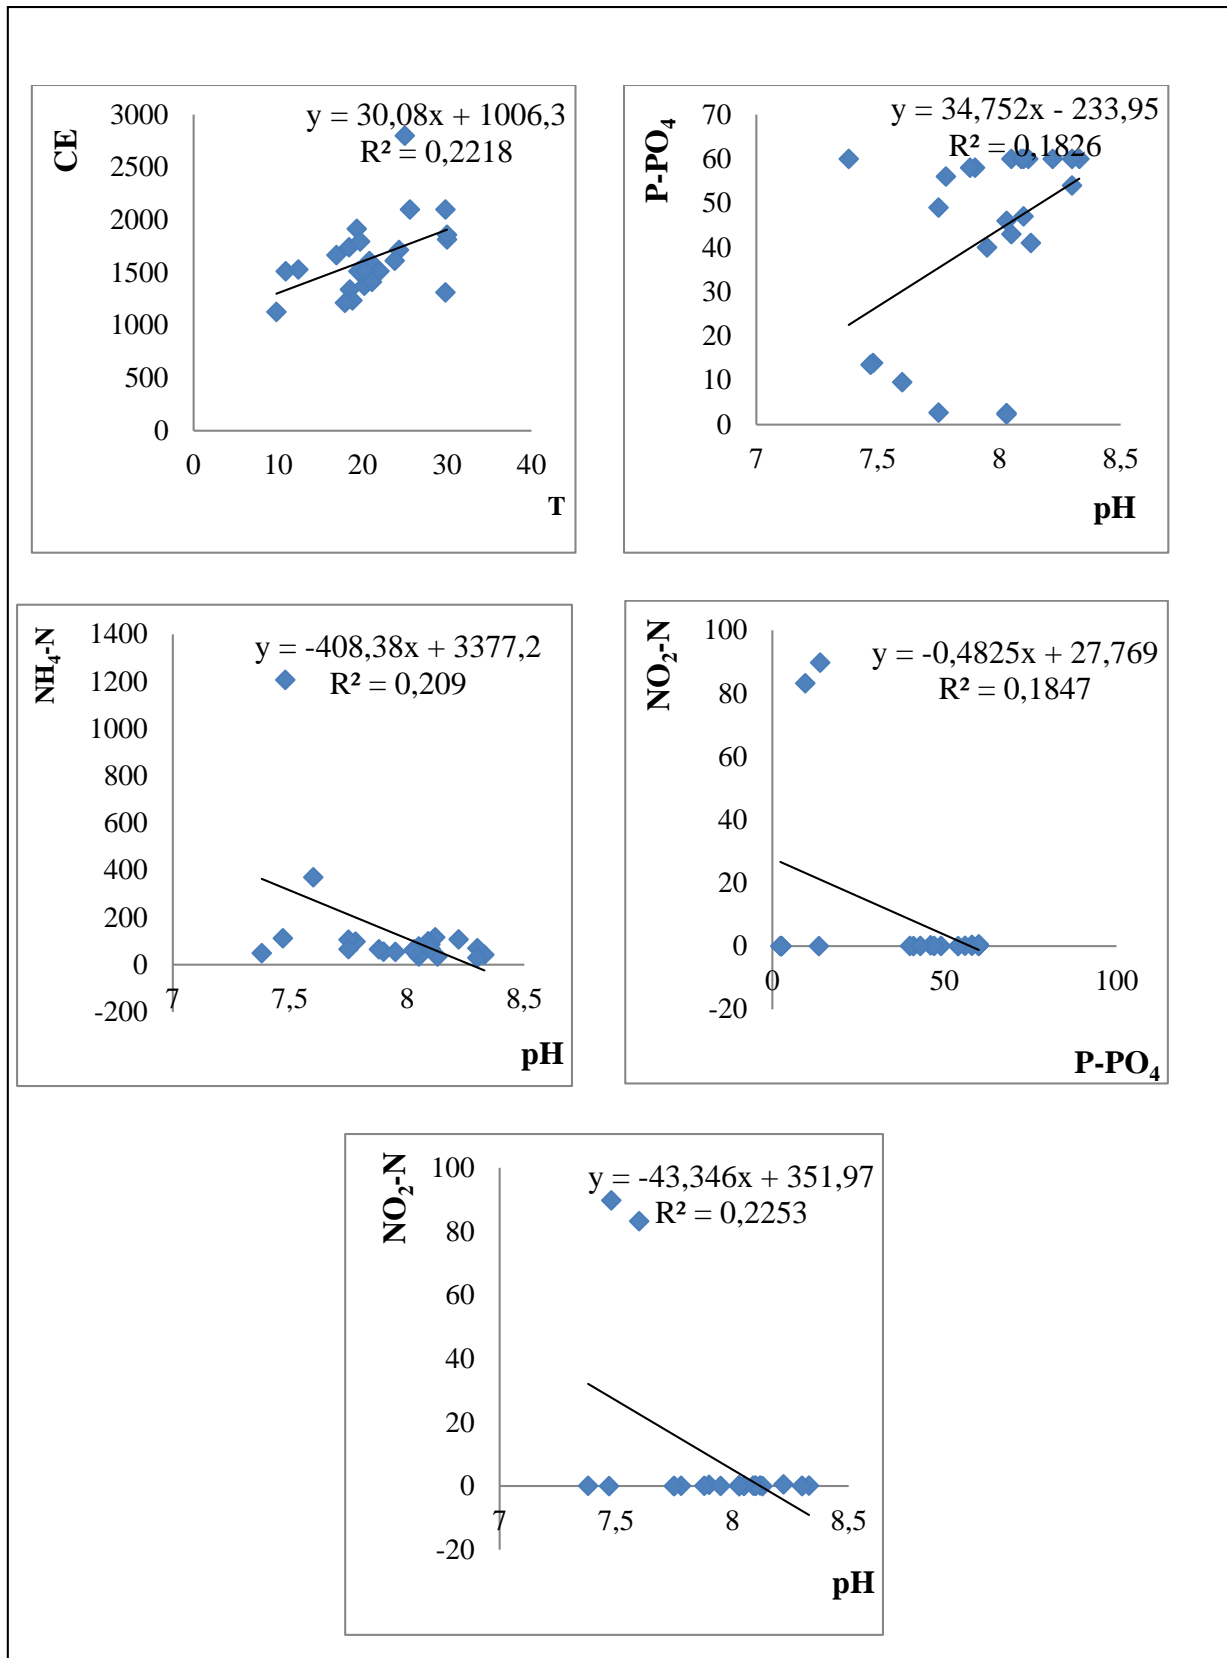 CE
y = 30,08x + 1006,3
R² = 0,2218
3000
2500
2000
1500
1000
500
0
0 10 20 30 40
T
P-PO₄
y = 34,752x - 233,95
R² = 0,1826
70
60
50
40
30
20
10
0
7 7,5 8 8,5
pH
NH₄-N
y = -408,38x + 3377,2
R² = 0,209
1400
1200
1000
800
600
400
200
0
-200
7 7,5 8 8,5
pH
NO₂-N
y = -0,4825x + 27,769
R² = 0,1847
100
80
60
40
20
0
-20
0 50 100
P-PO₄
NO₂-N
y = -43,346x + 351,97
R² = 0,2253
100
80
60
40
20
0
-20
7 7,5 8 8,5
pH